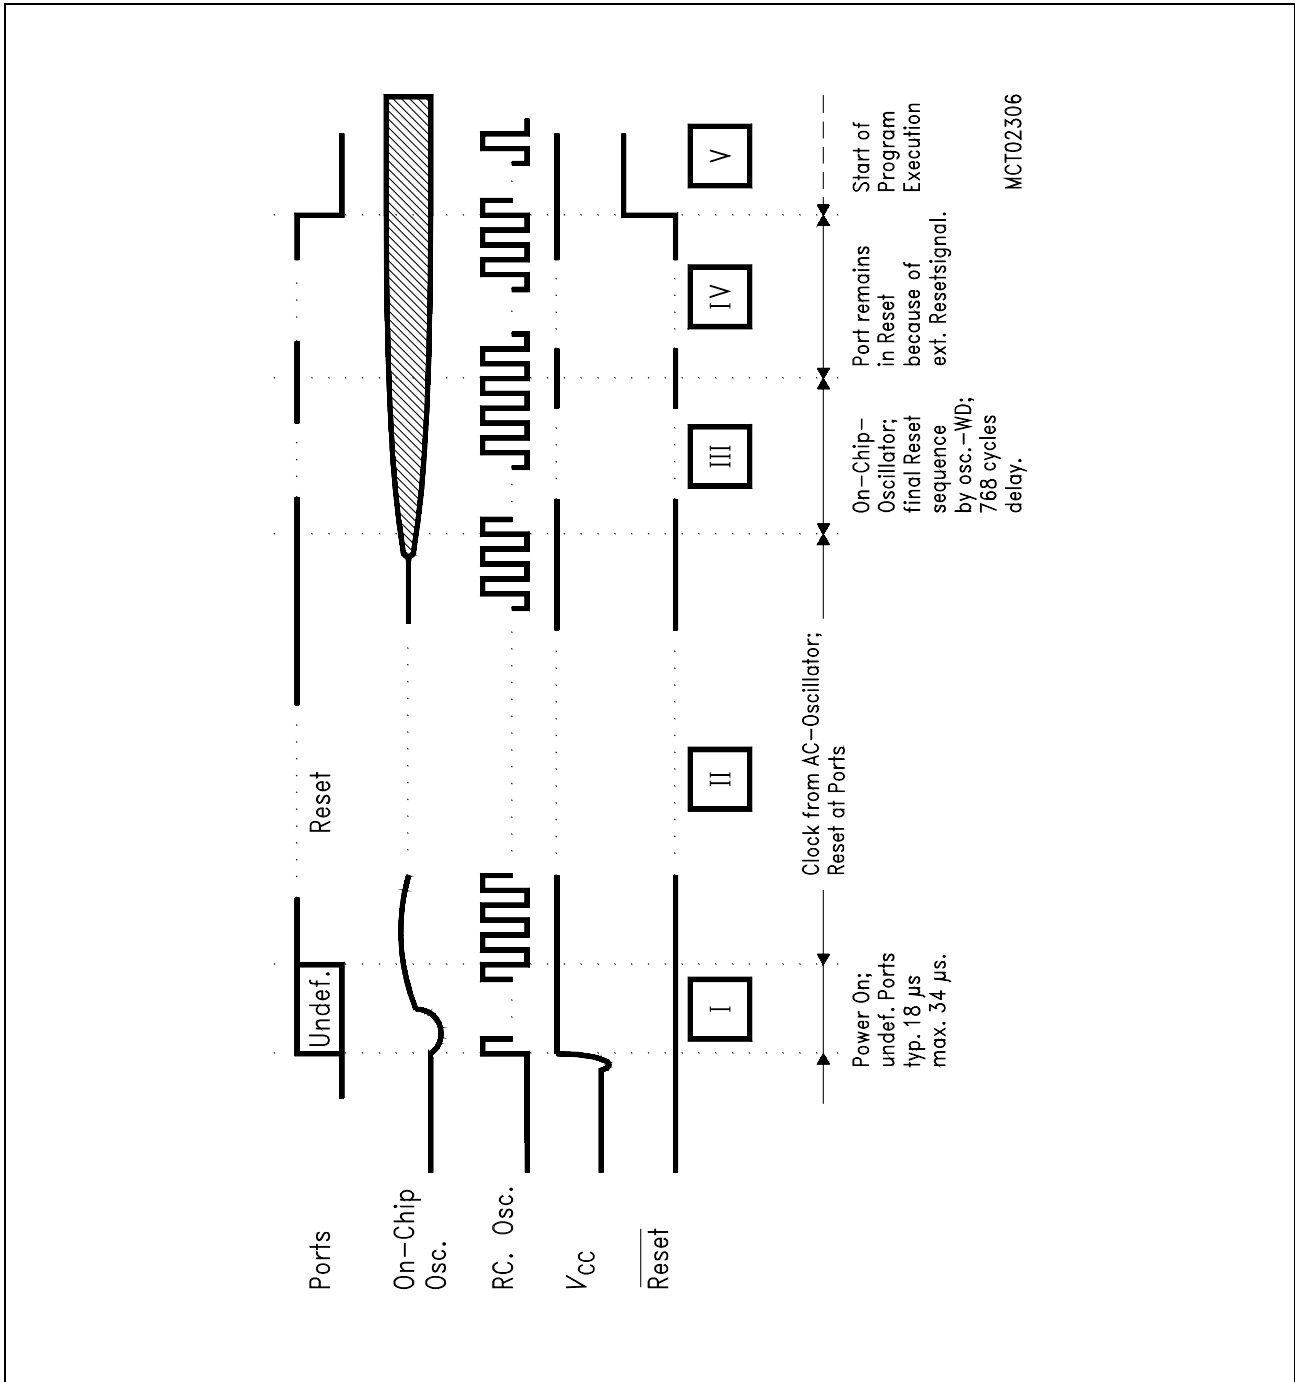 Ports
Undef.
Reset
On-Chip
Osc.
RC. Osc.
VCC
Reset
I
II
III
IV
V
Power On;
undef. Ports
typ. 18 µs
max. 34 µs.
Clock from AC-Oscillator;
Reset at Ports
On-Chip-
Oscillator;
final Reset
sequence
by osc.-WD;
768 cycles
delay.
Port remains
in Reset
because of
ext. Resetsignal.
Start of
Program
Execution
MCT02306